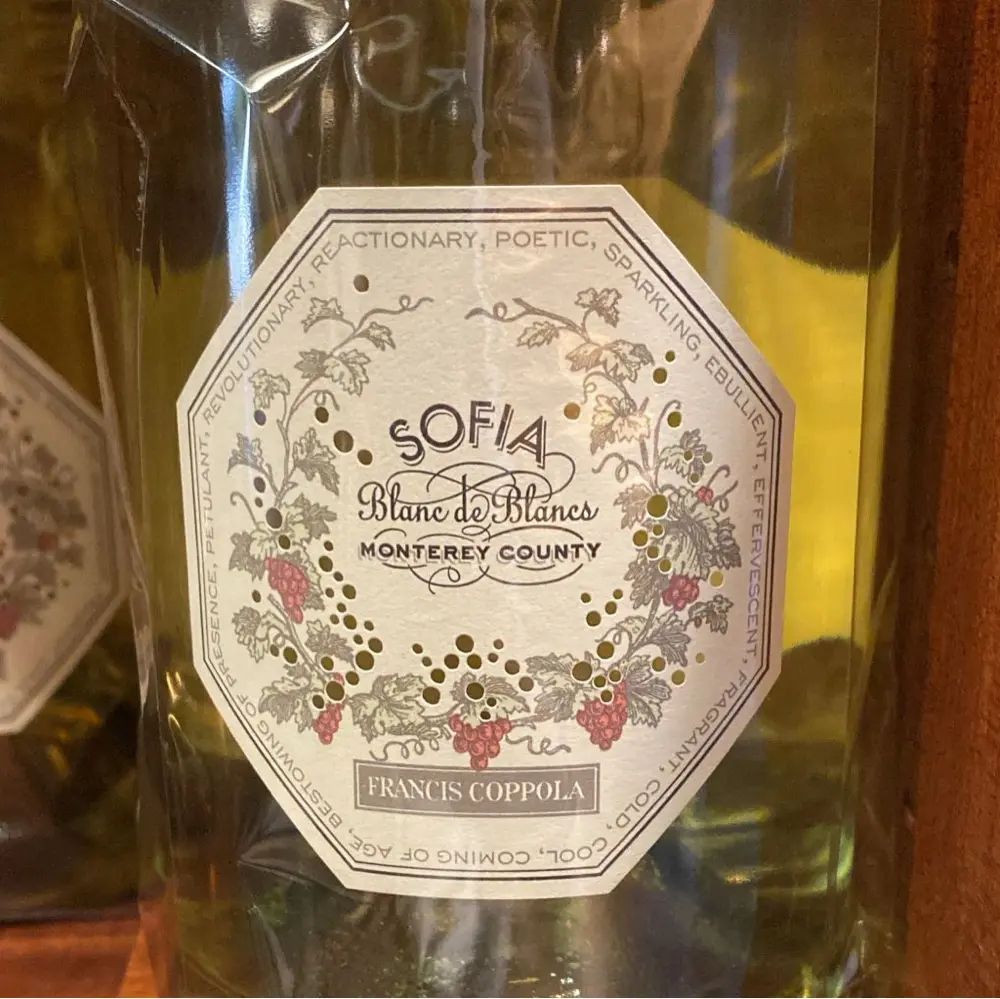 REVOLUTIONARY, REACTIONARY, POETIC, SPARKLING, EBULLIENT, EFFERVESCENT, FRAGRANT, COLD, COOL, COMING OF AGE, BESTOWING OF PRESENCE, PETULANT,
SOFIA
Blanc de Blancs
MONTEREY COUNTY
FRANCIS COPPOLA